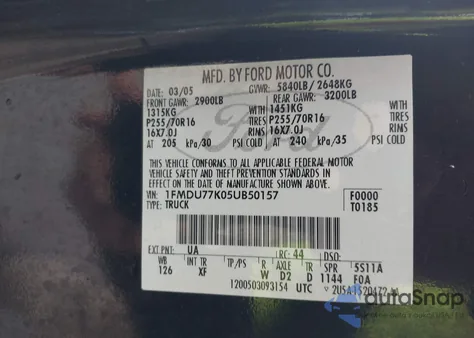 MFD. BY FORD MOTOR CO.
DATE: 03/05 GVWR: 5840LB/ 2648KG
FRONT GAWR: 2900LB REAR GAWR: 3200LB
1315KG 1451KG
P255/70R16 TIRES P255/70R16 TIRES
16X7.0J RIMS 16X7.0J RIMS
AT 205 kPa/30 PSI COLD AT 240 kPa/35 PSI COLD
THIS VEHICLE CONFORMS TO ALL APPLICABLE FEDERAL MOTOR
VEHICLE SAFETY AND THEFT PREVENTION STANDARDS IN
EFFECT ON THE DATE OF MANUFACTURE SHOWN ABOVE.
VIN: 1FMDU77K05UB50157 F0000
TYPE: TRUCK T0185
Ford
EXT PNT: UA RC: 44 DSO:
WB TP/PS R AXLE TR SPR 5S11A
126 XF W D2 D 1144 F0A
1200503093154 UTC
autoSnap